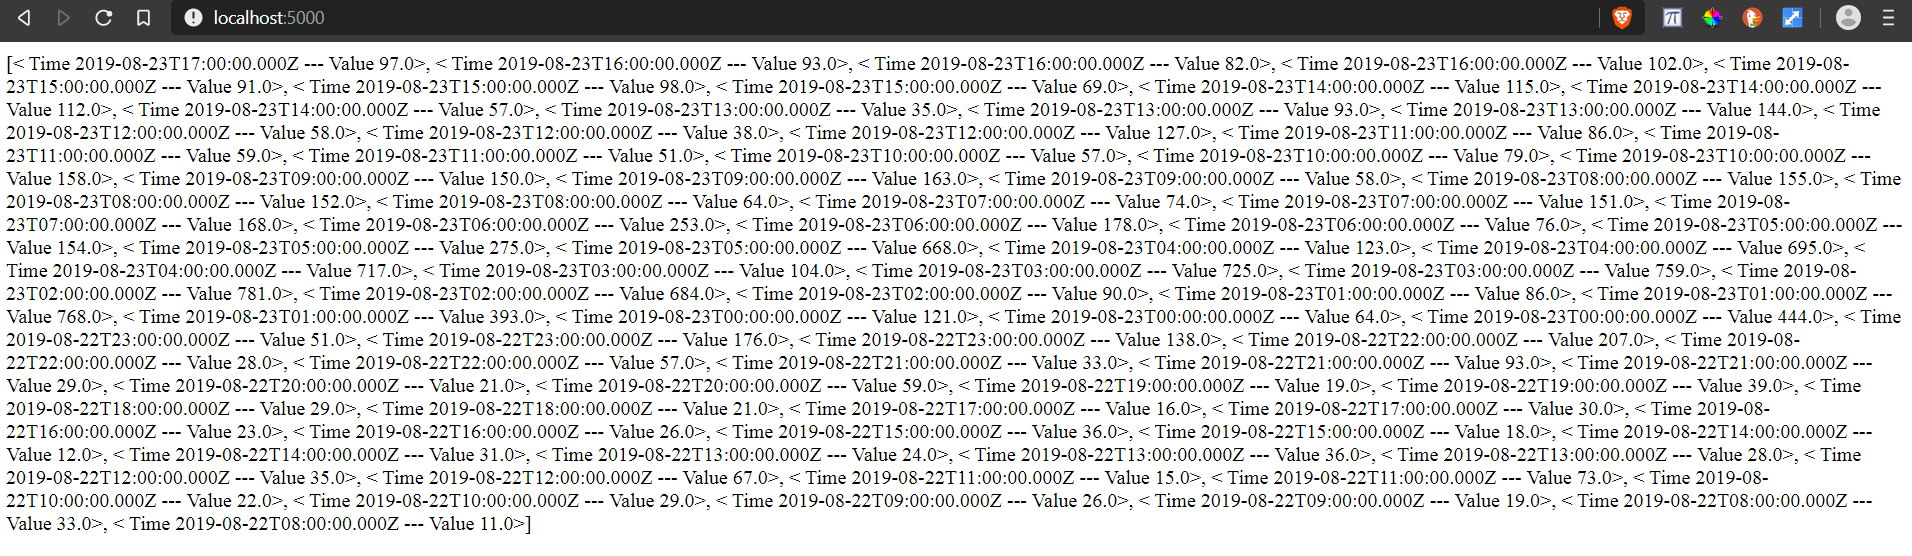 localhost:5000
[< Time 2019-08-23T17:00:00.000Z --- Value 97.0>, < Time 2019-08-23T16:00:00.000Z --- Value 93.0>, < Time 2019-08-23T16:00:00.000Z --- Value 82.0>, < Time 2019-08-23T16:00:00.000Z --- Value 102.0>, < Time 2019-08-
23T15:00:00.000Z --- Value 91.0>, < Time 2019-08-23T15:00:00.000Z --- Value 98.0>, < Time 2019-08-23T15:00:00.000Z --- Value 69.0>, < Time 2019-08-23T14:00:00.000Z --- Value 115.0>, < Time 2019-08-23T14:00:00.000Z ---
Value 112.0>, < Time 2019-08-23T14:00:00.000Z --- Value 57.0>, < Time 2019-08-23T13:00:00.000Z --- Value 35.0>, < Time 2019-08-23T13:00:00.000Z --- Value 93.0>, < Time 2019-08-23T13:00:00.000Z --- Value 144.0>, < Time
2019-08-23T12:00:00.000Z --- Value 58.0>, < Time 2019-08-23T12:00:00.000Z --- Value 38.0>, < Time 2019-08-23T12:00:00.000Z --- Value 127.0>, < Time 2019-08-23T11:00:00.000Z --- Value 86.0>, < Time 2019-08-
23T11:00:00.000Z --- Value 59.0>, < Time 2019-08-23T11:00:00.000Z --- Value 51.0>, < Time 2019-08-23T10:00:00.000Z --- Value 57.0>, < Time 2019-08-23T10:00:00.000Z --- Value 79.0>, < Time 2019-08-23T10:00:00.000Z ---
Value 158.0>, < Time 2019-08-23T09:00:00.000Z --- Value 150.0>, < Time 2019-08-23T09:00:00.000Z --- Value 163.0>, < Time 2019-08-23T09:00:00.000Z --- Value 58.0>, < Time 2019-08-23T08:00:00.000Z --- Value 155.0>, < Time
2019-08-23T08:00:00.000Z --- Value 152.0>, < Time 2019-08-23T08:00:00.000Z --- Value 64.0>, < Time 2019-08-23T07:00:00.000Z --- Value 74.0>, < Time 2019-08-23T07:00:00.000Z --- Value 151.0>, < Time 2019-08-
23T07:00:00.000Z --- Value 168.0>, < Time 2019-08-23T06:00:00.000Z --- Value 253.0>, < Time 2019-08-23T06:00:00.000Z --- Value 178.0>, < Time 2019-08-23T06:00:00.000Z --- Value 76.0>, < Time 2019-08-23T05:00:00.000Z ---
Value 154.0>, < Time 2019-08-23T05:00:00.000Z --- Value 275.0>, < Time 2019-08-23T05:00:00.000Z --- Value 668.0>, < Time 2019-08-23T04:00:00.000Z --- Value 123.0>, < Time 2019-08-23T04:00:00.000Z --- Value 695.0>, <
Time 2019-08-23T04:00:00.000Z --- Value 717.0>, < Time 2019-08-23T03:00:00.000Z --- Value 104.0>, < Time 2019-08-23T03:00:00.000Z --- Value 725.0>, < Time 2019-08-23T03:00:00.000Z --- Value 759.0>, < Time 2019-08-
23T02:00:00.000Z --- Value 781.0>, < Time 2019-08-23T02:00:00.000Z --- Value 684.0>, < Time 2019-08-23T02:00:00.000Z --- Value 90.0>, < Time 2019-08-23T01:00:00.000Z --- Value 86.0>, < Time 2019-08-23T01:00:00.000Z ---
Value 768.0>, < Time 2019-08-23T01:00:00.000Z --- Value 393.0>, < Time 2019-08-23T00:00:00.000Z --- Value 121.0>, < Time 2019-08-23T00:00:00.000Z --- Value 64.0>, < Time 2019-08-23T00:00:00.000Z --- Value 444.0>, < Time
2019-08-22T23:00:00.000Z --- Value 51.0>, < Time 2019-08-22T23:00:00.000Z --- Value 176.0>, < Time 2019-08-22T23:00:00.000Z --- Value 138.0>, < Time 2019-08-22T22:00:00.000Z --- Value 207.0>, < Time 2019-08-
22T22:00:00.000Z --- Value 28.0>, < Time 2019-08-22T22:00:00.000Z --- Value 57.0>, < Time 2019-08-22T21:00:00.000Z --- Value 33.0>, < Time 2019-08-22T21:00:00.000Z --- Value 93.0>, < Time 2019-08-22T21:00:00.000Z ---
Value 29.0>, < Time 2019-08-22T20:00:00.000Z --- Value 21.0>, < Time 2019-08-22T20:00:00.000Z --- Value 59.0>, < Time 2019-08-22T19:00:00.000Z --- Value 19.0>, < Time 2019-08-22T19:00:00.000Z --- Value 39.0>, < Time
2019-08-22T18:00:00.000Z --- Value 29.0>, < Time 2019-08-22T18:00:00.000Z --- Value 21.0>, < Time 2019-08-22T17:00:00.000Z --- Value 16.0>, < Time 2019-08-22T17:00:00.000Z --- Value 30.0>, < Time 2019-08-
22T16:00:00.000Z --- Value 23.0>, < Time 2019-08-22T16:00:00.000Z --- Value 26.0>, < Time 2019-08-22T15:00:00.000Z --- Value 36.0>, < Time 2019-08-22T15:00:00.000Z --- Value 18.0>, < Time 2019-08-22T14:00:00.000Z ---
Value 12.0>, < Time 2019-08-22T14:00:00.000Z --- Value 31.0>, < Time 2019-08-22T13:00:00.000Z --- Value 24.0>, < Time 2019-08-22T13:00:00.000Z --- Value 36.0>, < Time 2019-08-22T13:00:00.000Z --- Value 28.0>, < Time
2019-08-22T12:00:00.000Z --- Value 35.0>, < Time 2019-08-22T12:00:00.000Z --- Value 67.0>, < Time 2019-08-22T11:00:00.000Z --- Value 15.0>, < Time 2019-08-22T11:00:00.000Z --- Value 73.0>, < Time 2019-08-
22T10:00:00.000Z --- Value 22.0>, < Time 2019-08-22T10:00:00.000Z --- Value 29.0>, < Time 2019-08-22T09:00:00.000Z --- Value 26.0>, < Time 2019-08-22T09:00:00.000Z --- Value 19.0>, < Time 2019-08-22T08:00:00.000Z ---
Value 33.0>, < Time 2019-08-22T08:00:00.000Z --- Value 11.0>]